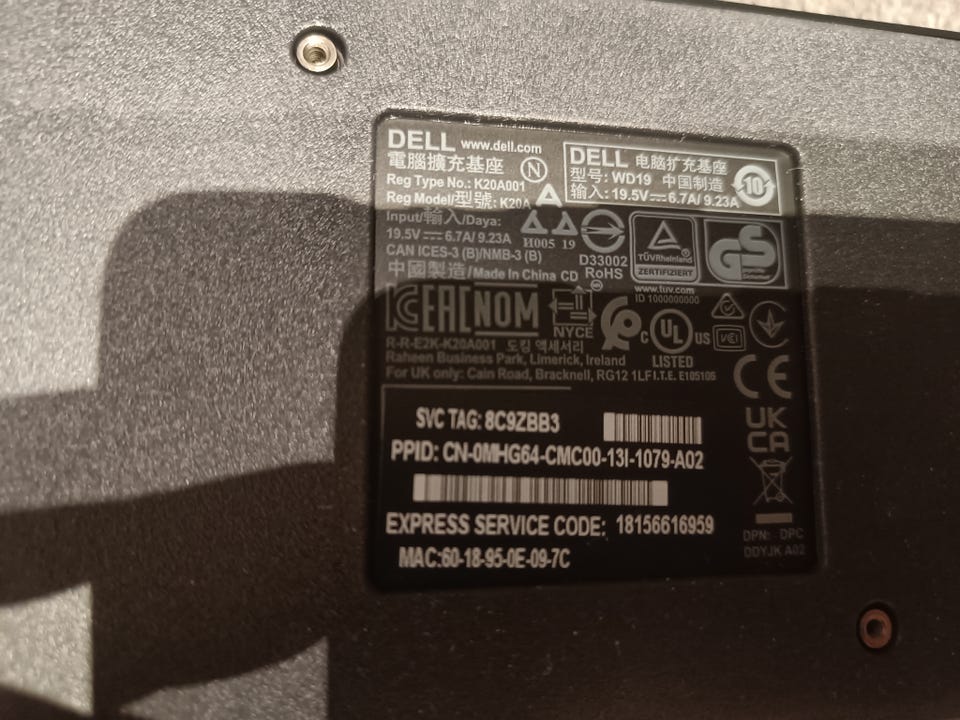 DELL www.dell.com
電腦擴充基座
Reg Type No.: K20A001
Reg Model/型號: K20A
Input/輸入/Daya:
19.5V⎓6.7A/ 9.23A
CAN ICES-3 (B)/NMB-3 (B)
中國製造/Made in China CD
N
DELL 电脑扩充基座
型号: WD19 中国制造
输入: 19.5V⎓6.7A/ 9.23A
10
И005 19
D33002
RoHS
TÜVRheinland
ZERTIFIZIERT
GS
www.tuv.com
ID 1000000000
EAC NOM
NYCE
C UL US
LISTED
I.T.E. E105106
VCI
R-R-E2K-K20A001 도킹 액세서리
Raheen Business Park, Limerick, Ireland
For UK only: Cain Road, Bracknell, RG12 1LF
CE
UK
CA
SVC TAG: 8C9ZBB3
PPID: CN-0MHG64-CMC00-13I-1079-A02
EXPRESS SERVICE CODE: 18156616959
MAC:60-18-95-0E-09-7C
DPN: DPC
DDYJK A02